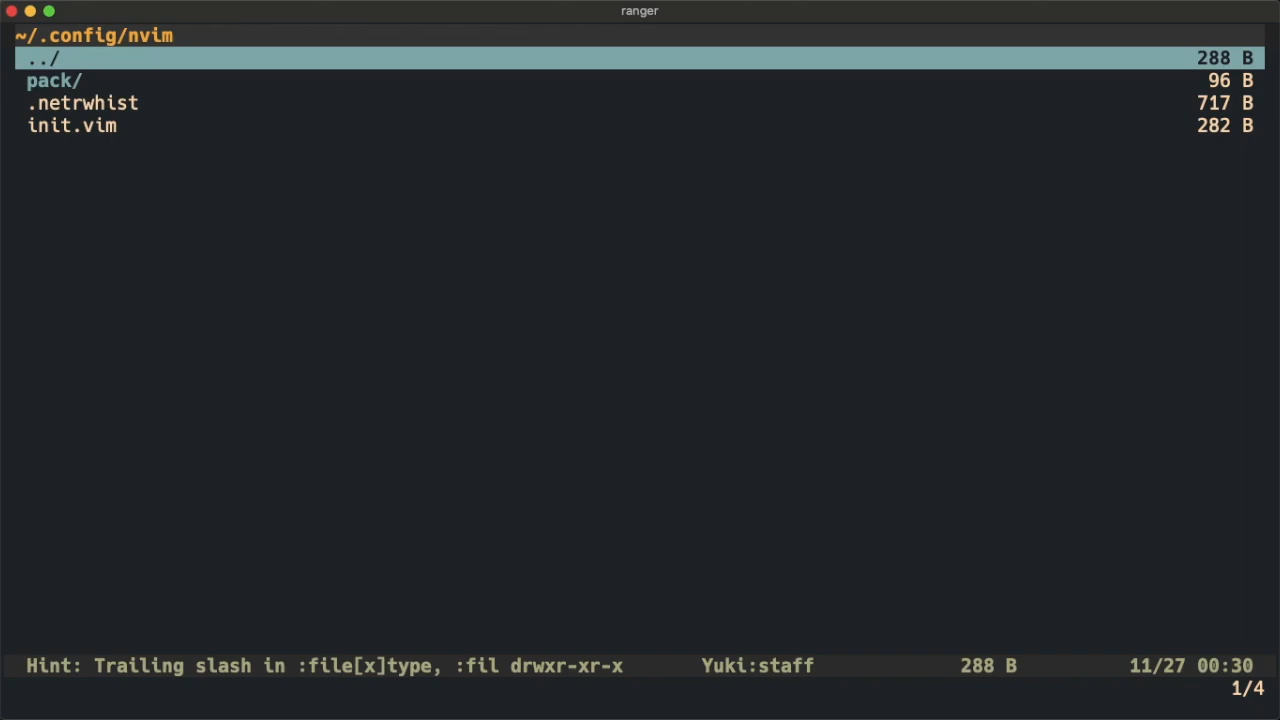 ranger
~/.config/nvim
../ 288 B
pack/ 96 B
.netrwhist 717 B
init.vim 282 B
Hint: Trailing slash in :file[x]type, :fil drwxr-xr-x Yuki:staff 288 B 11/27 00:30
1/4